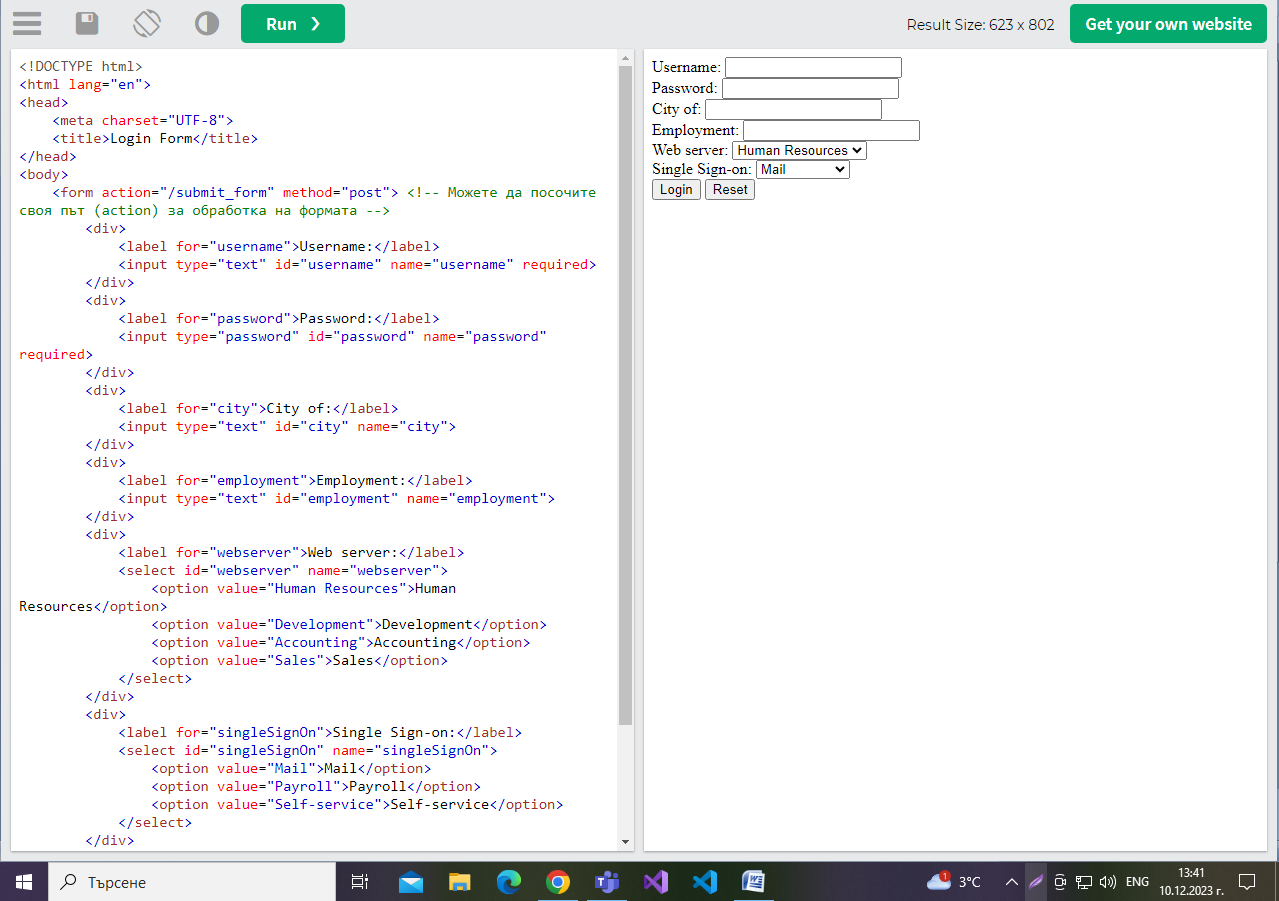 Run ❯
Result Size: 623 x 802
Get your own website
<!DOCTYPE html>
<html lang="en">
<head>
    <meta charset="UTF-8">
    <title>Login Form</title>
</head>
<body>
    <form action="/submit_form" method="post"> <!-- Можете да посочите
своя път (action) за обработка на формата -->
        <div>
            <label for="username">Username:</label>
            <input type="text" id="username" name="username" required>
        </div>
        <div>
            <label for="password">Password:</label>
            <input type="password" id="password" name="password"
required>
        </div>
        <div>
            <label for="city">City of:</label>
            <input type="text" id="city" name="city">
        </div>
        <div>
            <label for="employment">Employment:</label>
            <input type="text" id="employment" name="employment">
        </div>
        <div>
            <label for="webserver">Web server:</label>
            <select id="webserver" name="webserver">
                <option value="Human Resources">Human
Resources</option>
                <option value="Development">Development</option>
                <option value="Accounting">Accounting</option>
                <option value="Sales">Sales</option>
            </select>
        </div>
        <div>
            <label for="singleSignOn">Single Sign-on:</label>
            <select id="singleSignOn" name="singleSignOn">
                <option value="Mail">Mail</option>
                <option value="Payroll">Payroll</option>
                <option value="Self-service">Self-service</option>
            </select>
        </div>
Username:
Password:
City of:
Employment:
Web server: Human Resources
Single Sign-on: Mail
Login Reset
Търсене
1
3°C
ENG
13:41
10.12.2023 г.